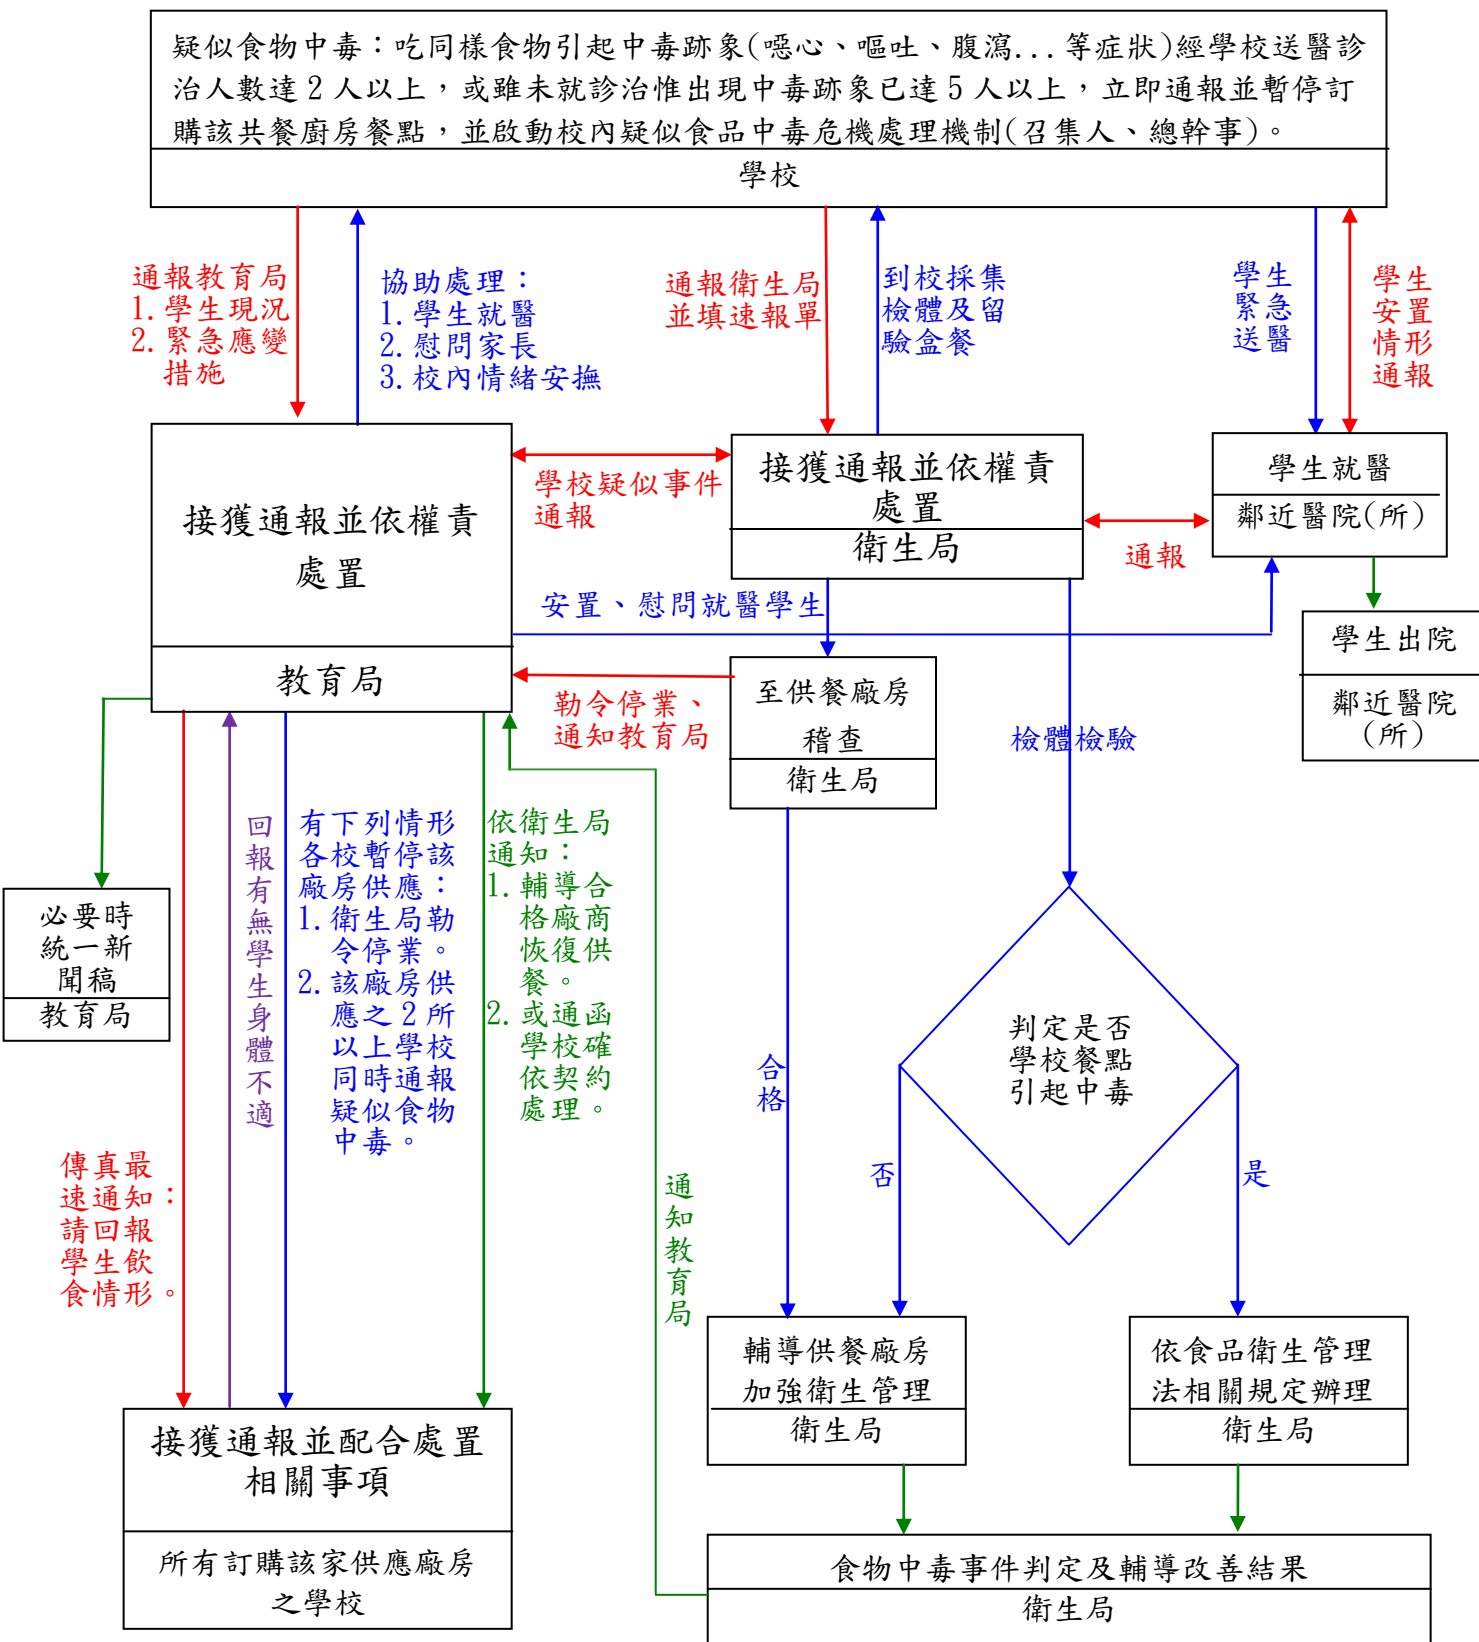 疑似食物中毒：吃同樣食物引起中毒跡象(噁心、嘔吐、腹瀉...等症狀)經學校送醫診
治人數達2人以上，或雖未就診治惟出現中毒跡象已達5人以上，立即通報並暫停訂
購該共餐廚房餐點，並啟動校內疑似食品中毒危機處理機制(召集人、總幹事)。
學校
通報教育局
1.學生現況
2.緊急應變
措施
協助處理：
1.學生就醫
2.慰問家長
3.校內情緒安撫
通報衛生局
並填速報單
到校採集
檢體及留
驗盒餐
學生
緊急
送醫
學生
安置
情形
通報
接獲通報並依權責
處置
教育局
學校疑似事件
通報
接獲通報並依權責
處置
衛生局
通報
學生就醫
鄰近醫院(所)
安置、慰問就醫學生
學生出院
鄰近醫院
(所)
勒令停業、
通知教育局
至供餐廠房
稽查
衛生局
檢體檢驗
必要時
統一新
聞稿
教育局
回報有無學生身體不適
有下列情形
各校暫停該
廠房供應：
1.衛生局勒
令停業。
2.該廠房供
應之2所
以上學校
同時通報
疑似食物
中毒。
依衛生局
通知：
1.輔導合
格廠商
恢復供
餐。
2.或通函
學校確
依契約
處理。
合格
判定是否
學校餐點
引起中毒
否
是
傳真最
速通知：
請回報
學生飲
食情形。
通知教育局
輔導供餐廠房
加強衛生管理
衛生局
依食品衛生管理
法相關規定辦理
衛生局
接獲通報並配合處置
相關事項
所有訂購該家供應廠房
之學校
食物中毒事件判定及輔導改善結果
衛生局